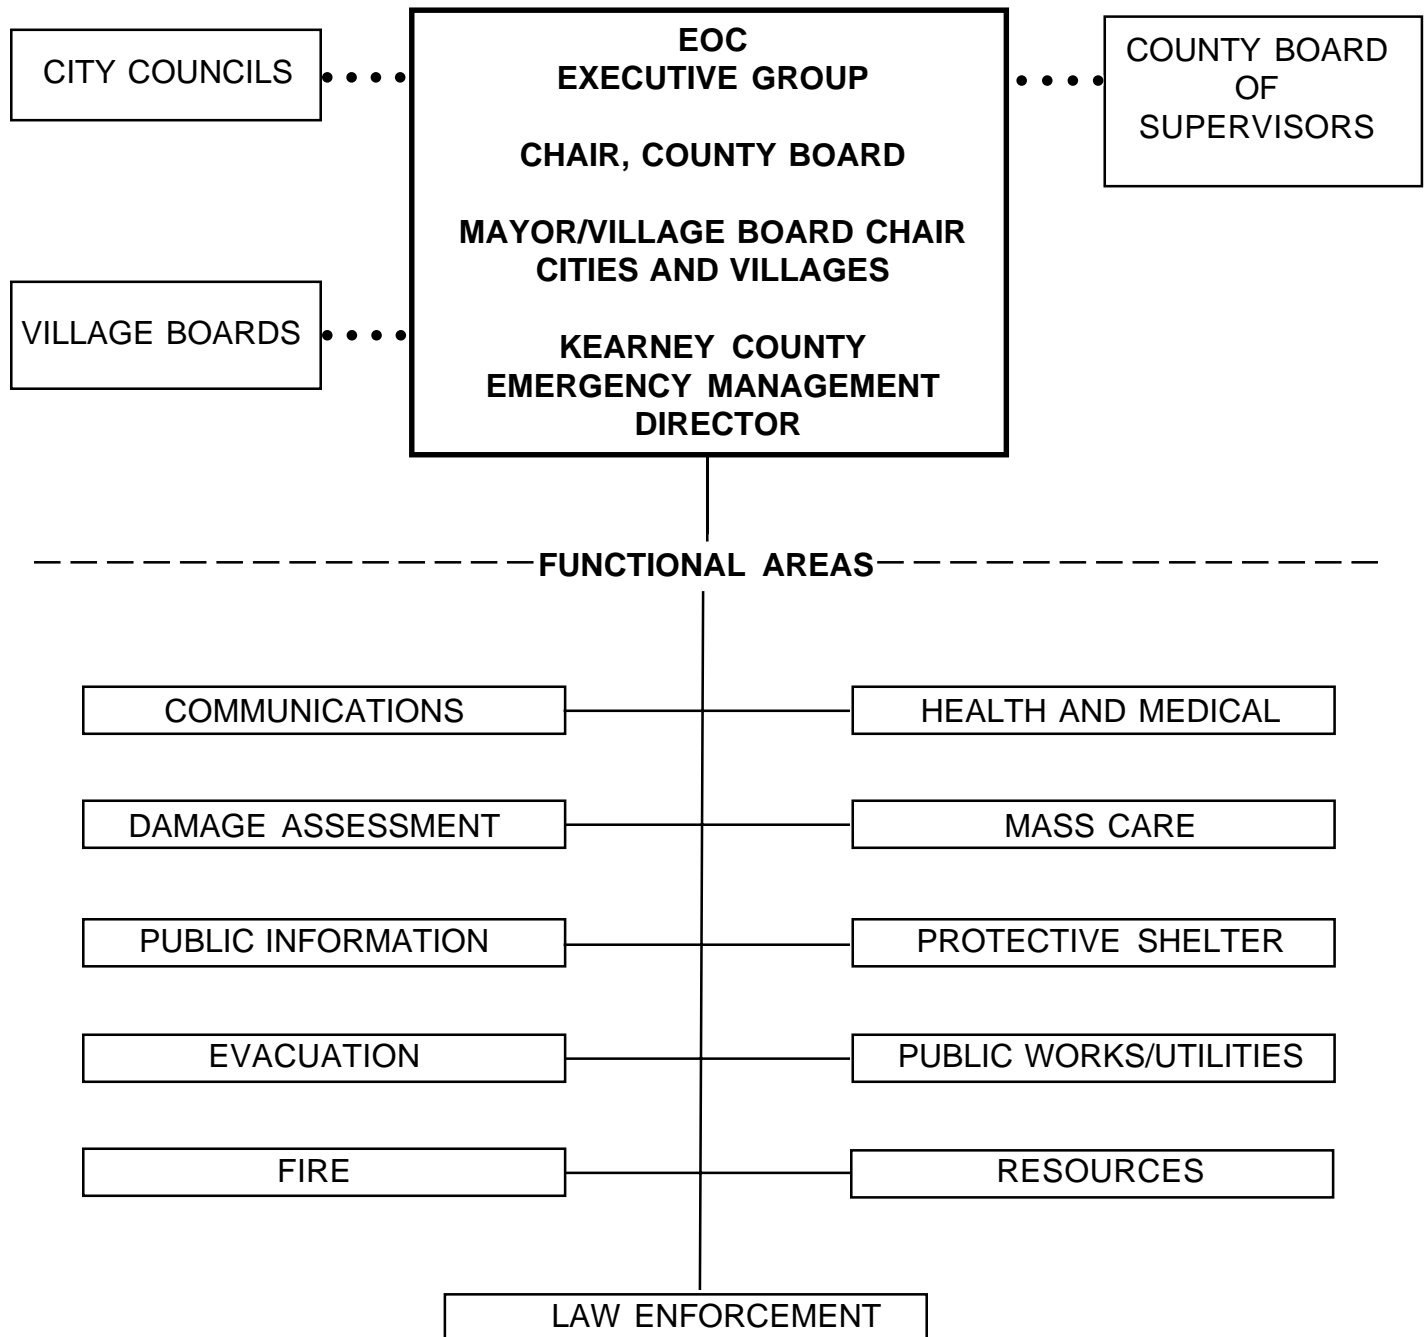 CITY COUNCILS
EOC
EXECUTIVE GROUP
CHAIR, COUNTY BOARD
MAYOR/VILLAGE BOARD CHAIR
CITIES AND VILLAGES
KEARNEY COUNTY
EMERGENCY MANAGEMENT
DIRECTOR
COUNTY BOARD
OF
SUPERVISORS
VILLAGE BOARDS
FUNCTIONAL AREAS
COMMUNICATIONS
HEALTH AND MEDICAL
DAMAGE ASSESSMENT
MASS CARE
PUBLIC INFORMATION
PROTECTIVE SHELTER
EVACUATION
PUBLIC WORKS/UTILITIES
FIRE
RESOURCES
LAW ENFORCEMENT